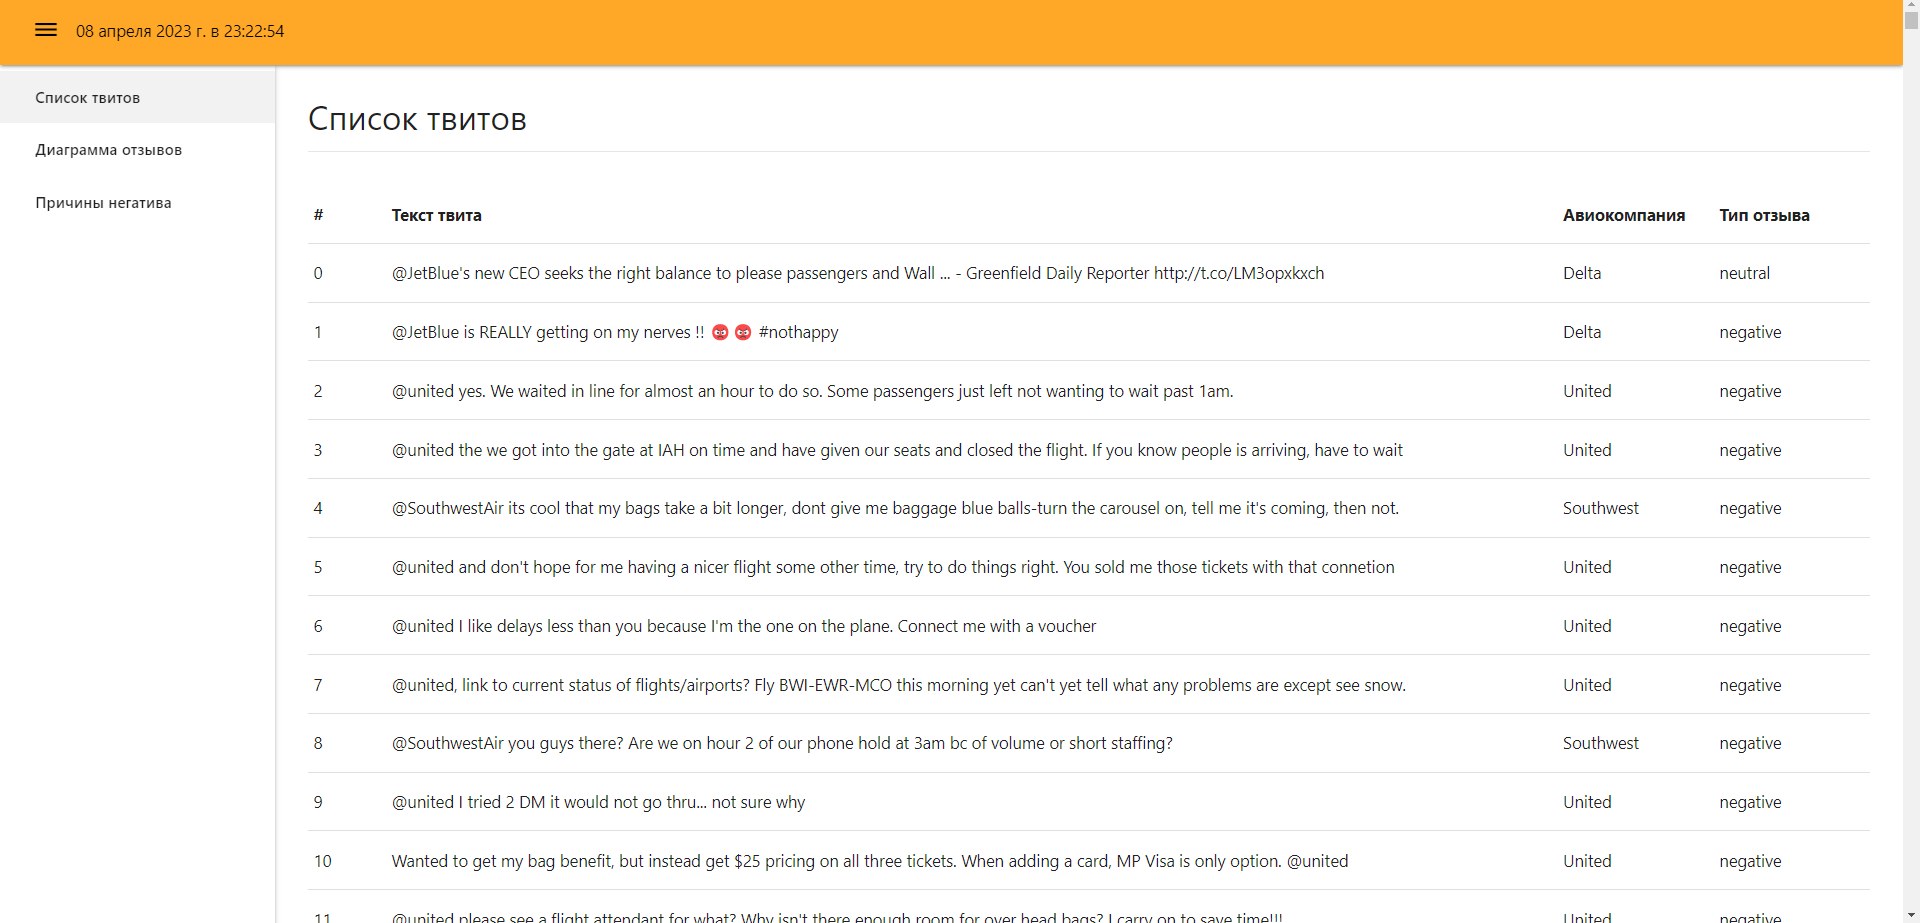 08 апреля 2023 г. в 23:22:54
Список твитов
Диаграмма отзывов
Причины негатива
Список твитов
# Текст твита Авиокомпания Тип отзыва
0 @JetBlue's new CEO seeks the right balance to please passengers and Wall ... - Greenfield Daily Reporter http://t.co/LM3opxkxch Delta neutral
1 @JetBlue is REALLY getting on my nerves !! 😡 😡 #nothappy Delta negative
2 @united yes. We waited in line for almost an hour to do so. Some passengers just left not wanting to wait past 1am. United negative
3 @united the we got into the gate at IAH on time and have given our seats and closed the flight. If you know people is arriving, have to wait United negative
4 @SouthwestAir its cool that my bags take a bit longer, dont give me baggage blue balls-turn the carousel on, tell me it's coming, then not. Southwest negative
5 @united and don't hope for me having a nicer flight some other time, try to do things right. You sold me those tickets with that connetion United negative
6 @united I like delays less than you because I'm the one on the plane. Connect me with a voucher United negative
7 @united, link to current status of flights/airports? Fly BWI-EWR-MCO this morning yet can't yet tell what any problems are except see snow. United negative
8 @SouthwestAir you guys there? Are we on hour 2 of our phone hold at 3am bc of volume or short staffing? Southwest negative
9 @united I tried 2 DM it would not go thru... not sure why United negative
10 Wanted to get my bag benefit, but instead get $25 pricing on all three tickets. When adding a card, MP Visa is only option. @united United negative
11 @united please see a flight attendant for what? Why isn't there enough room for over head bags? I carry on to save time!!! United negative